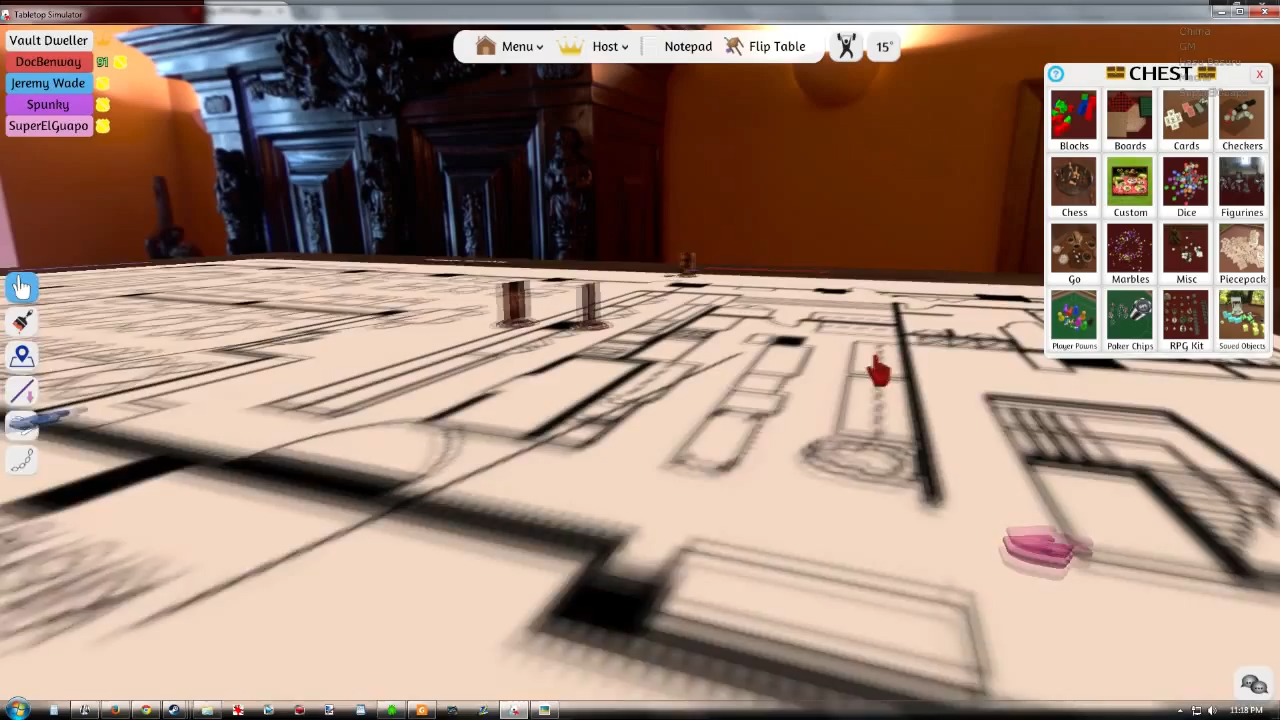 Tabletop Simulator
Vault Dweller
DocBenway 91
Jeremy Wade
Spunky
SuperElGuapo
Menu Host Notepad Flip Table 15°
Chima
GM
? CHEST X
Blocks Boards Cards Checkers
Chess Custom Dice Figurines
Go Marbles Misc Piecepack
Player Pawns Poker Chips RPG Kit Saved Objects
11:18 PM